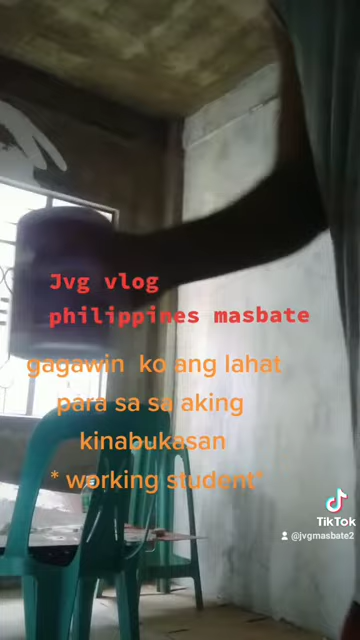 Jvg vlog
philippines masbate
gagawin ko ang lahat
para sa sa aking
kinabukasan
* working student*
TikTok
@jvgmasbate2